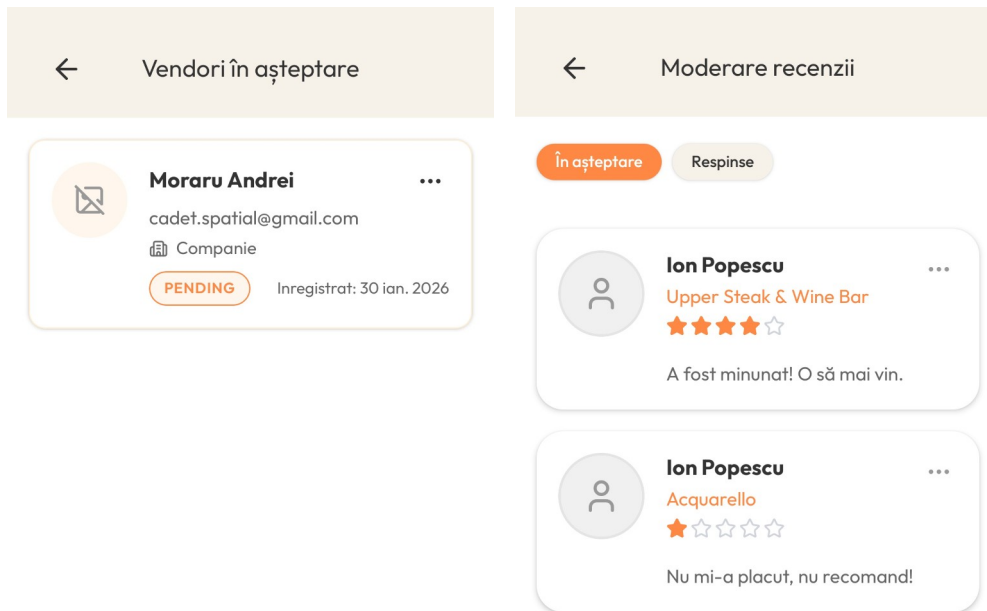 Vendori în așteptare
Moraru Andrei
cadet.spatial@gmail.com
Companie
PENDING
Inregistrat: 30 ian. 2026
Moderare recenzii
În așteptare
Respinse
Ion Popescu
Upper Steak & Wine Bar
A fost minunat! O să mai vin.
Ion Popescu
Acquarello
Nu mi-a placut, nu recomand!